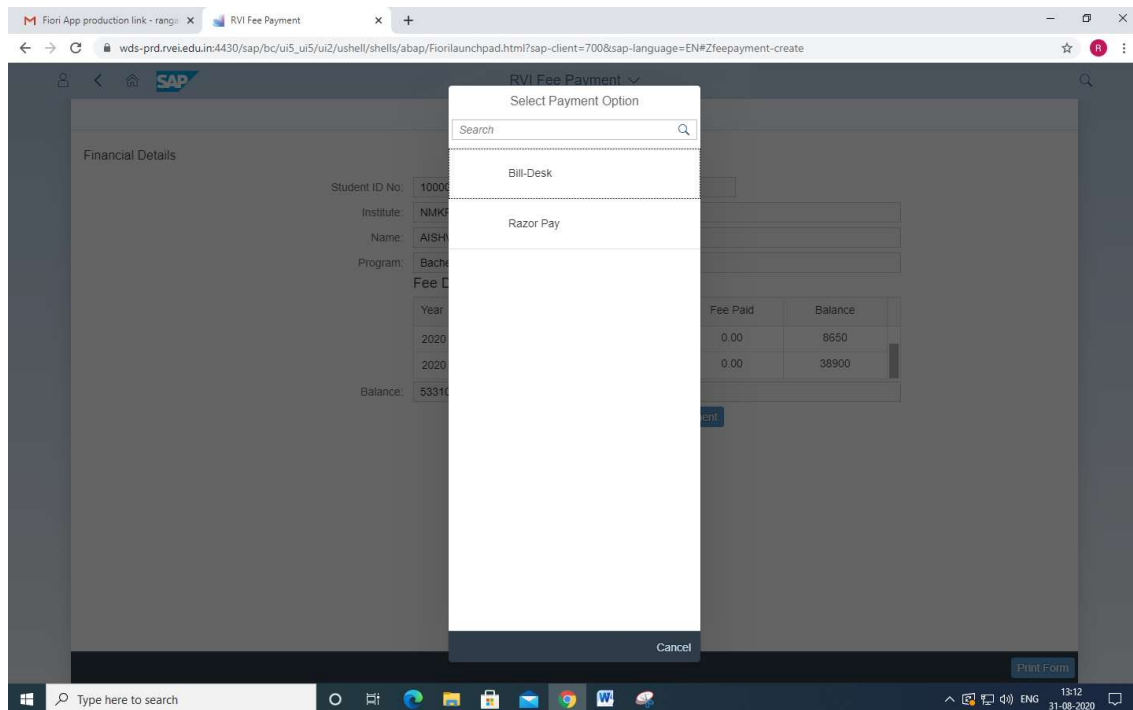 Fiori App production link - ranga
RVI Fee Payment
wds-prd.rvei.edu.in:4430/sap/bc/ui5_ui5/ui2/ushell/shells/abap/Fiorilaunchpad.html?sap-client=700&sap-language=EN#Zfeepayment-create
R
SAP
RVI Fee Payment
Select Payment Option
Search
Financial Details
Bill-Desk
Student ID No:
Institute:
Razor Pay
Name:
Program:
Fee
Year Fee Paid Balance
2020 0.00 8650
2020 0.00 38900
Balance:
Cancel
Print Form
Type here to search
ENG
13:12
31-08-2020